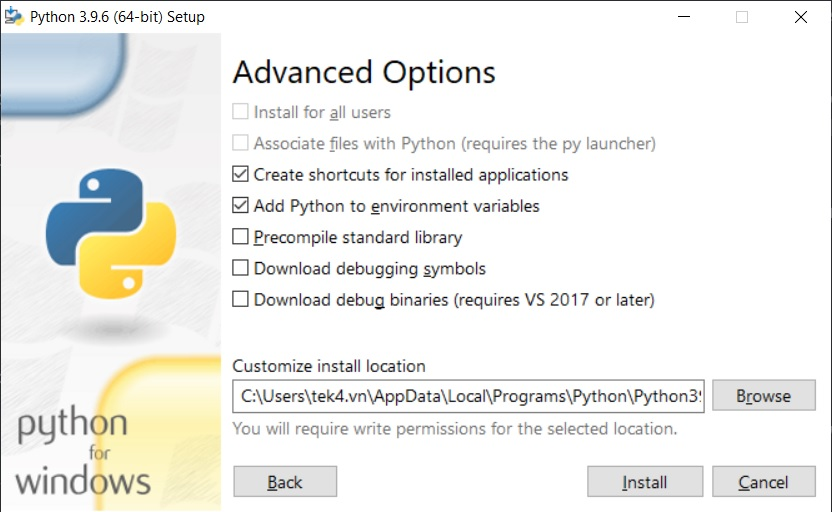 Python 3.9.6 (64-bit) Setup
Advanced Options
Install for all users
Associate files with Python (requires the py launcher)
Create shortcuts for installed applications
Add Python to environment variables
Precompile standard library
Download debugging symbols
Download debug binaries (requires VS 2017 or later)
Customize install location
C:\Users\tek4.vn\AppData\Local\Programs\Python\Python3
Browse
You will require write permissions for the selected location.
python
for
windows
Back
Install
Cancel